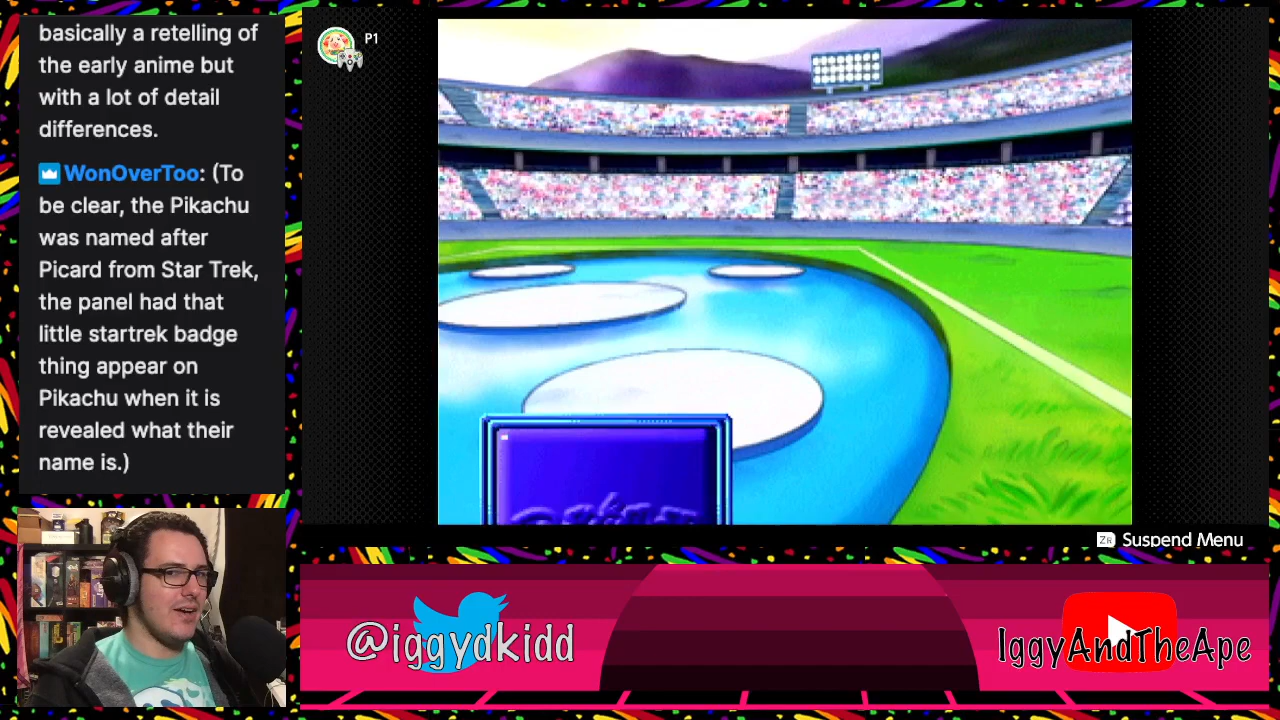 basically a retelling of
the early anime but
with a lot of detail
differences.
WonOverToo: (To
be clear, the Pikachu
was named after
Picard from Star Trek,
the panel had that
little startrek badge
thing appear on
Pikachu when it is
revealed what their
name is.)
P1
ZR Suspend Menu
@iggydkidd
IggyAndTheApe